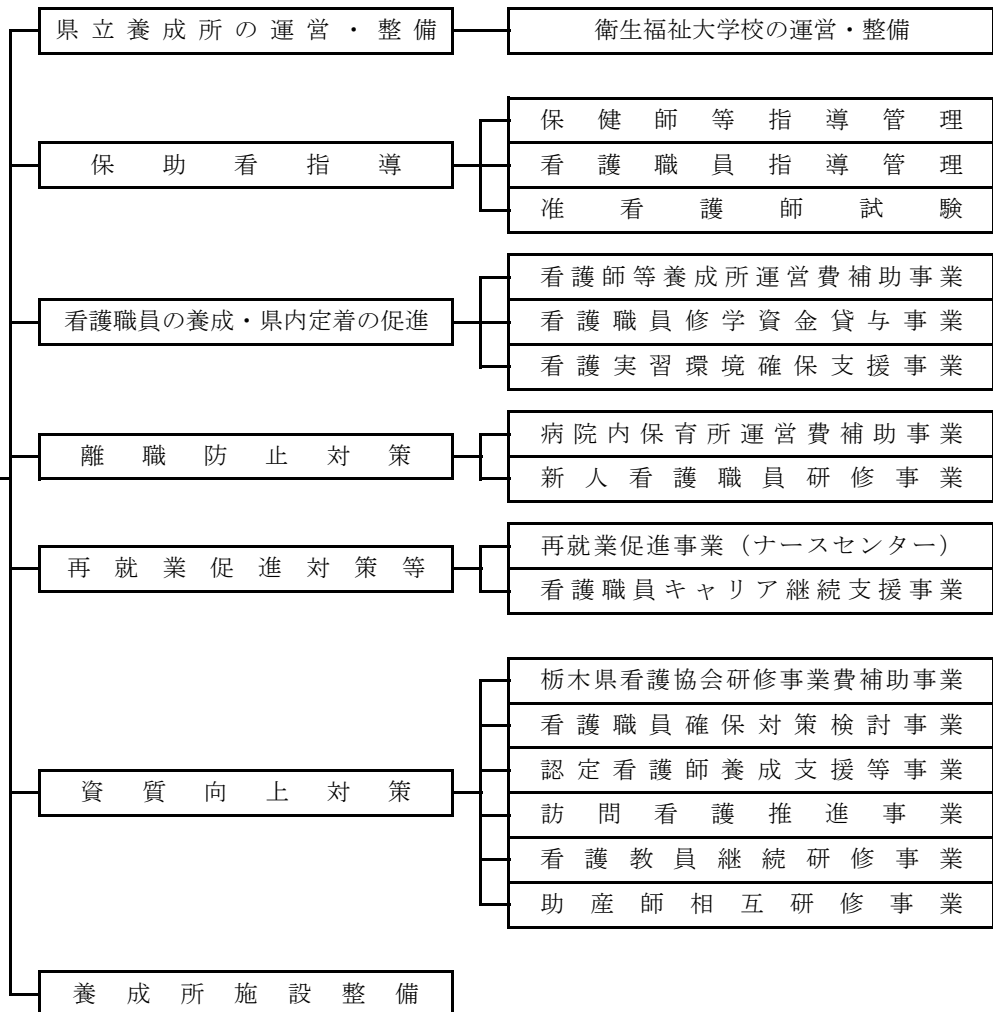 県立養成所の運営・整備
衛生福祉大学校の運営・整備
保助看指導
保健師等指導管理
看護職員指導管理
准看護師試験
看護職員の養成・県内定着の促進
看護師等養成所運営費補助事業
看護職員修学資金貸与事業
看護実習環境確保支援事業
離職防止対策
病院内保育所運営費補助事業
新人看護職員研修事業
再就業促進対策等
再就業促進事業（ナースセンター）
看護職員キャリア継続支援事業
資質向上対策
栃木県看護協会研修事業費補助事業
看護職員確保対策検討事業
認定看護師養成支援等事業
訪問看護推進事業
看護教員継続研修事業
助産師相互研修事業
養成所施設整備